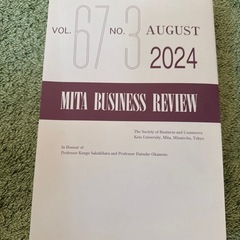 VOL. 67 NO. 3 AUGUST
2024
MITA BUSINESS REVIEW
The Society of Business and Commerce
Keio University, Mita, Minato-ku, Tokyo
In Honour of
Professor Kengo Sakakibara and Professor Daisuke Okamoto